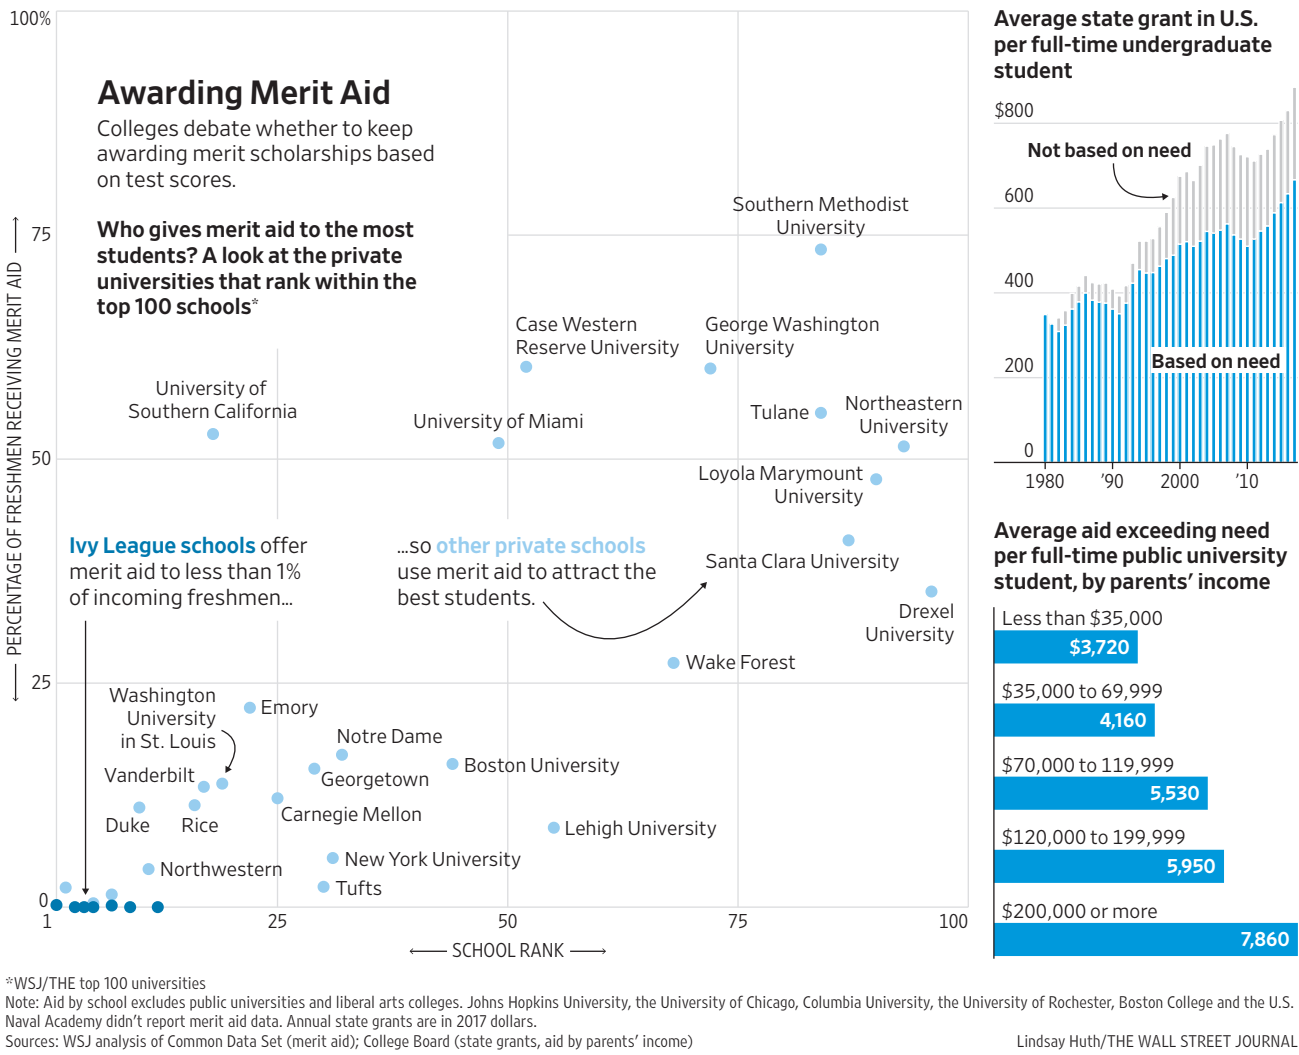 Awarding Merit Aid
Colleges debate whether to keep
awarding merit scholarships based
on test scores.
Who gives merit aid to the most
students? A look at the private
universities that rank within the
top 100 schools*
PERCENTAGE OF FRESHMEN RECEIVING MERIT AID
100%
75
50
25
0
Southern Methodist
University
Case Western
Reserve University
George Washington
University
University of
Southern California
University of Miami
Tulane
Northeastern
University
Loyola Marymount
University
Ivy League schools offer
merit aid to less than 1%
of incoming freshmen...
...so other private schools
use merit aid to attract the
best students.
Santa Clara University
Drexel
University
Wake Forest
Washington
University
in St. Louis
Emory
Notre Dame
Vanderbilt
Georgetown
Boston University
Duke
Rice
Carnegie Mellon
Lehigh University
Northwestern
New York University
Tufts
1
25
50
75
100
SCHOOL RANK
Average state grant in U.S.
per full-time undergraduate
student
$800
Not based on need
600
400
200
Based on need
0
1980
’90
2000
’10
Average aid exceeding need
per full-time public university
student, by parents’ income
Less than $35,000
$3,720
$35,000 to 69,999
4,160
$70,000 to 119,999
5,530
$120,000 to 199,999
5,950
$200,000 or more
7,860
*WSJ/THE top 100 universities
Note: Aid by school excludes public universities and liberal arts colleges. Johns Hopkins University, the University of Chicago, Columbia University, the University of Rochester, Boston College and the U.S.
Naval Academy didn’t report merit aid data. Annual state grants are in 2017 dollars.
Sources: WSJ analysis of Common Data Set (merit aid); College Board (state grants, aid by parents’ income)
Lindsay Huth/THE WALL STREET JOURNAL